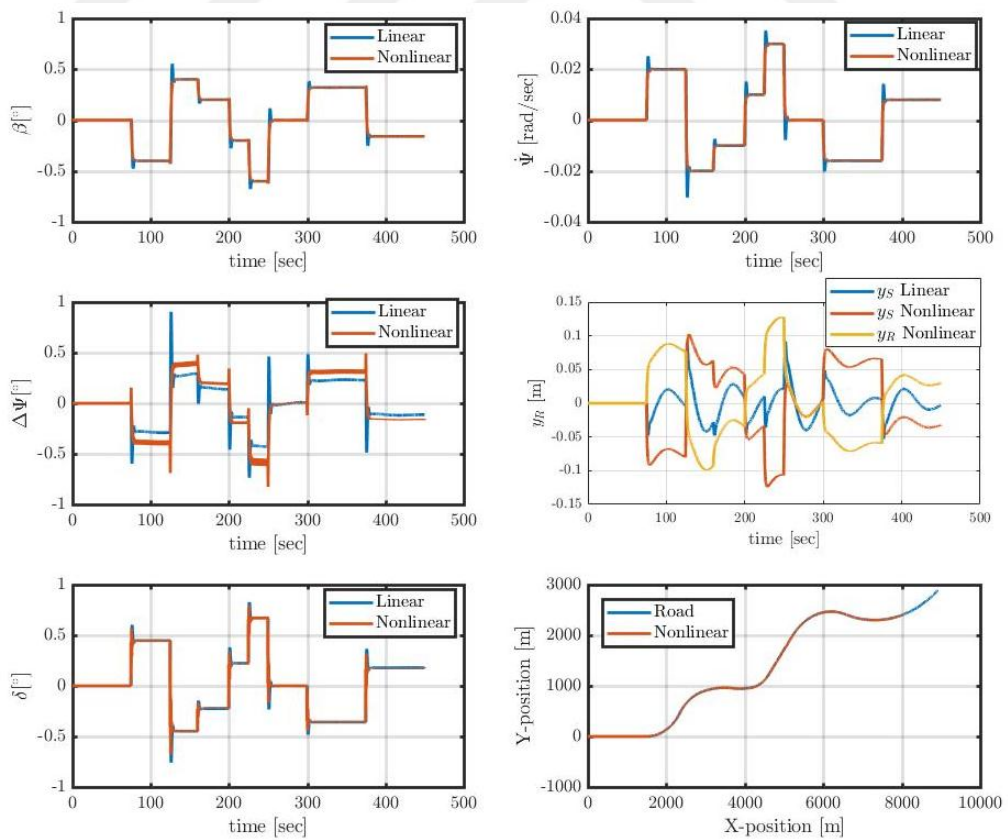 1
0.5
0
-0.5
-1
β[°]
0 100 200 300 400 500
time [sec]
Linear
Nonlinear
0.04
0.02
0
-0.02
-0.04
Ψ̇ [rad/sec]
0 100 200 300 400 500
time [sec]
Linear
Nonlinear
1
0.5
0
-0.5
-1
ΔΨ[°]
0 100 200 300 400 500
time [sec]
Linear
Nonlinear
0.15
0.1
0.05
0
-0.05
-0.1
-0.15
y_R [m]
0 100 200 300 400 500
time [sec]
y_S Linear
y_S Nonlinear
y_R Nonlinear
1
0.5
0
-0.5
-1
δ[°]
0 100 200 300 400 500
time [sec]
Linear
Nonlinear
3000
2000
1000
0
-1000
Y-position [m]
0 2000 4000 6000 8000 10000
X-position [m]
Road
Nonlinear